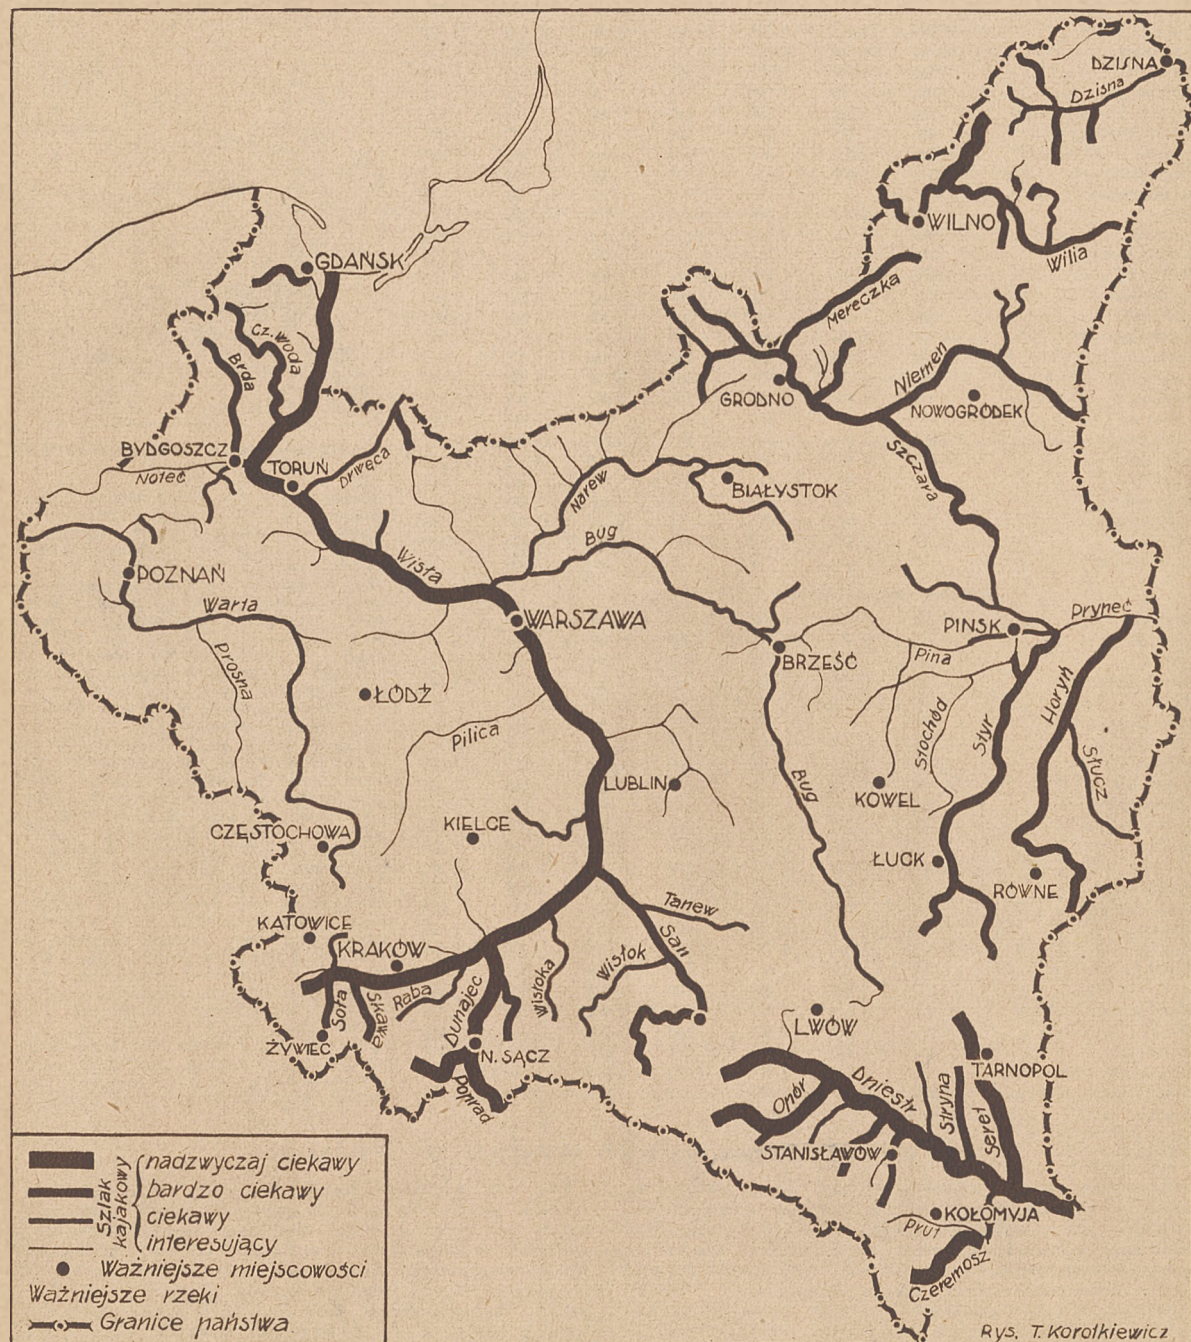 DZISNA
Dzisna
WILNO
Wilia
GDAŃSK
Mereczka
Cz. woda
Brda
Niemen
GRODNO
NOWOGRÓDEK
BYDGOSZCZ
Noteć
TORUŃ
Drwęca
Szczara
Narew
BIAŁYSTOK
Bug
Wisła
POZNAŃ
Warta
WARSZAWA
PINSK
Prypeć
Prosna
BRZEŚĆ
Pina
ŁÓDŹ
Horyń
Styr
Stochód
Pilica
Słucz
LUBLIN
Bug
KOWEL
CZĘSTOCHOWA
KIELCE
ŁUCK
RÓWNE
Tanew
KATOWICE
KRAKÓW
San
Wisłok
Wisłoka
Raba
Dunajec
Soła
Skawa
LWÓW
ŻYWIEC
N. SĄCZ
Poprad
TARNOPOL
Dniestr
Opór
Strypa
Seret
STANISŁAWÓW
KOŁOMYJA
Prut
Czeremosz
Szlak kajakowy
nadzwyczaj ciekawy
bardzo ciekawy
ciekawy
interesujący
Ważniejsze miejscowości
Ważniejsze rzeki
Granice państwa
Rys. T. Korotkiewicz